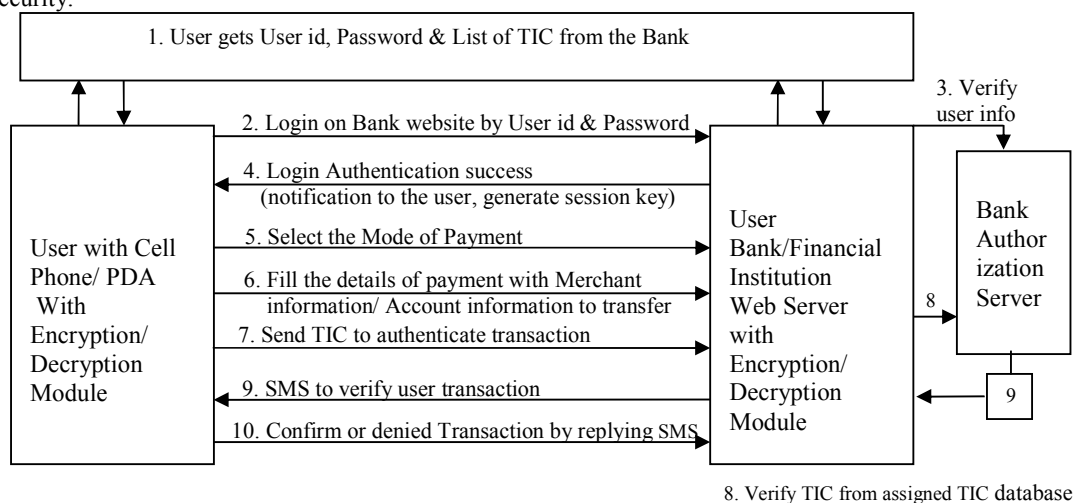 ecurity.
1. User gets User id, Password & List of TIC from the Bank
3. Verify
user info
2. Login on Bank website by User id & Password
4. Login Authentication success
(notification to the user, generate session key)
5. Select the Mode of Payment
6. Fill the details of payment with Merchant
information/ Account information to transfer
7. Send TIC to authenticate transaction
9. SMS to verify user transaction
10. Confirm or denied Transaction by replying SMS
User with Cell
Phone/ PDA
With
Encryption/
Decryption
Module
User
Bank/Financial
Institution
Web Server
with
Encryption/
Decryption
Module
Bank
Author
ization
Server
8
9
8. Verify TIC from assigned TIC database